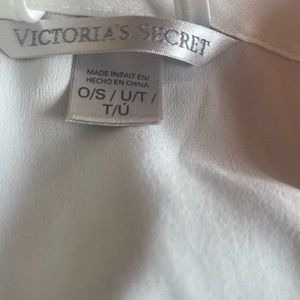 VICTORIA'S SECRET
MADE IN/FAIT EN/
HECHO EN CHINA
O/S / U/T /
T/Ú